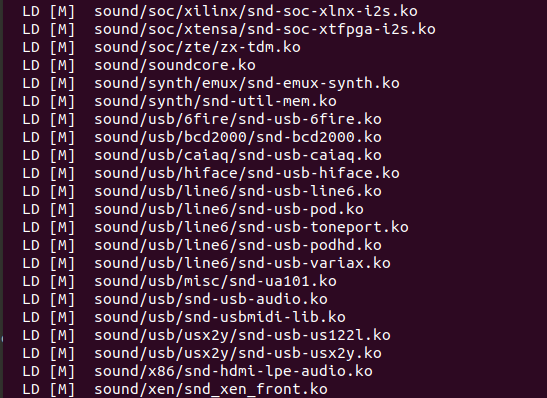 LD [M] sound/soc/xilinx/snd-soc-xlnx-i2s.ko
LD [M] sound/soc/xtensa/snd-soc-xtfpga-i2s.ko
LD [M] sound/soc/zte/zx-tdm.ko
LD [M] sound/soundcore.ko
LD [M] sound/synth/emux/snd-emux-synth.ko
LD [M] sound/synth/snd-util-mem.ko
LD [M] sound/usb/6fire/snd-usb-6fire.ko
LD [M] sound/usb/bcd2000/snd-bcd2000.ko
LD [M] sound/usb/caiaq/snd-usb-caiaq.ko
LD [M] sound/usb/hiface/snd-usb-hiface.ko
LD [M] sound/usb/line6/snd-usb-line6.ko
LD [M] sound/usb/line6/snd-usb-pod.ko
LD [M] sound/usb/line6/snd-usb-toneport.ko
LD [M] sound/usb/line6/snd-usb-podhd.ko
LD [M] sound/usb/line6/snd-usb-variax.ko
LD [M] sound/usb/misc/snd-ua101.ko
LD [M] sound/usb/snd-usb-audio.ko
LD [M] sound/usb/snd-usbmidi-lib.ko
LD [M] sound/usb/usx2y/snd-usb-us122l.ko
LD [M] sound/usb/usx2y/snd-usb-usx2y.ko
LD [M] sound/x86/snd-hdmi-lpe-audio.ko
LD [M] sound/xen/snd_xen_front.ko